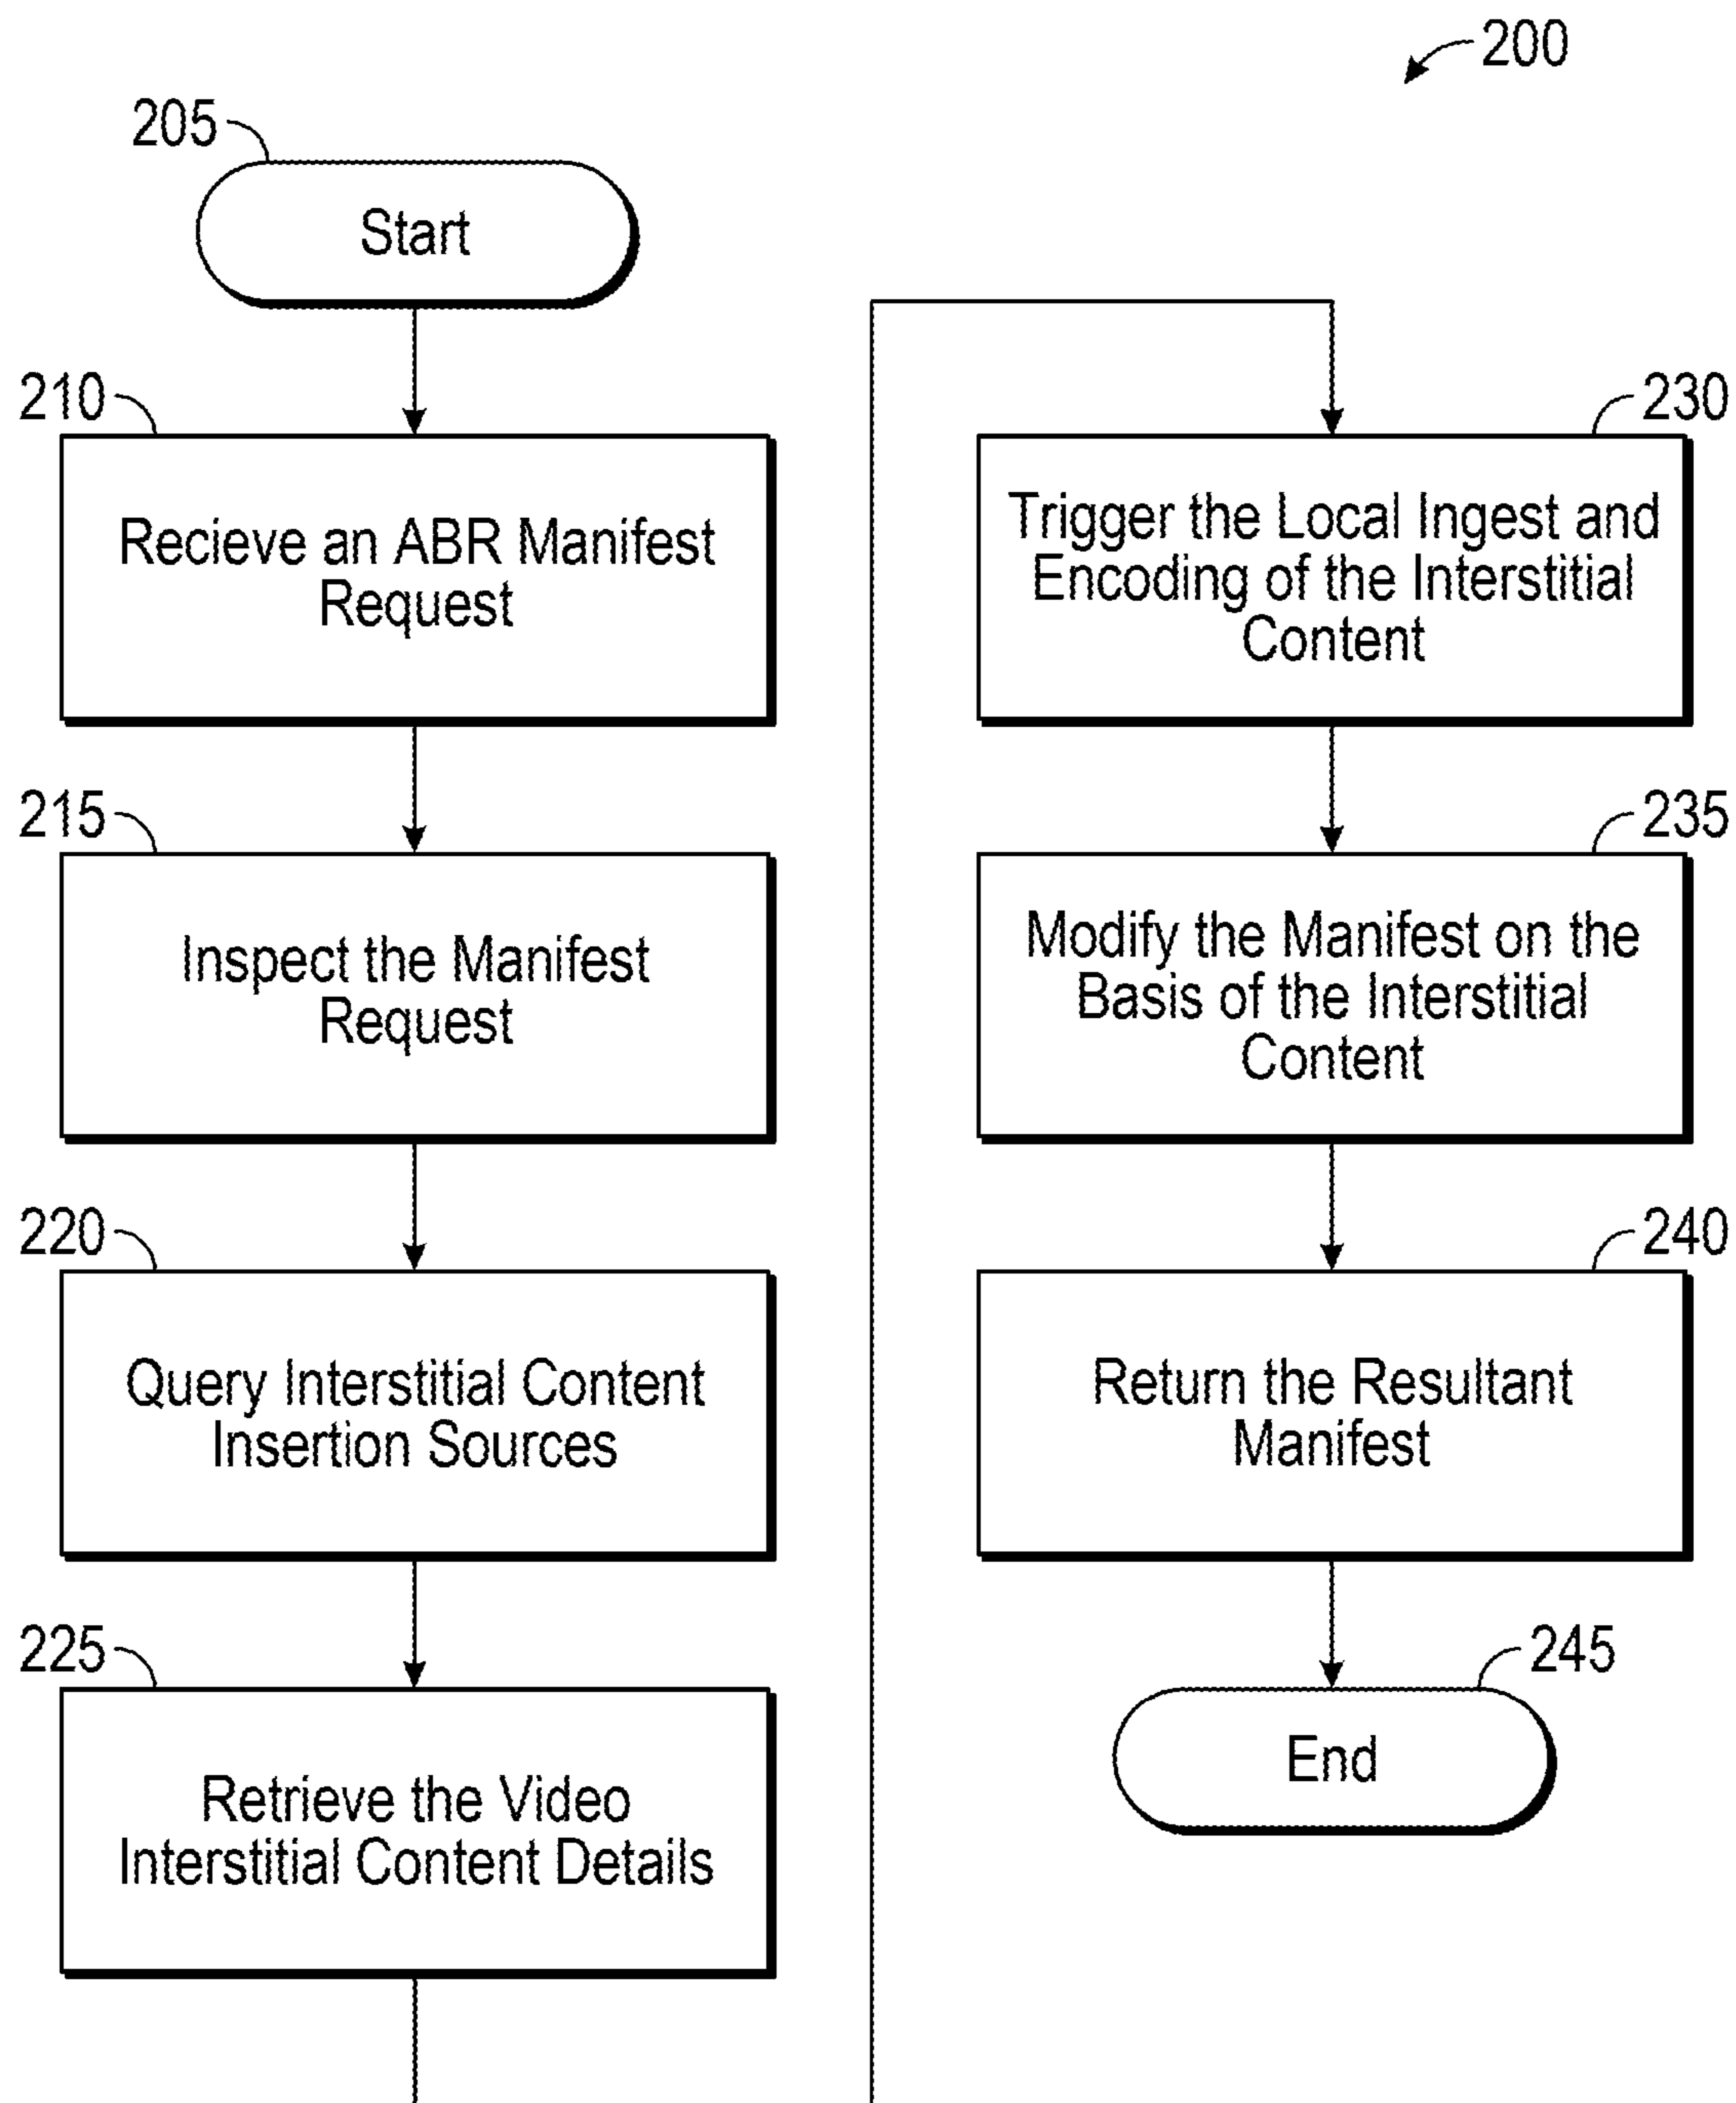 200
205
Start
210
Recieve an ABR Manifest
Request
215
Inspect the Manifest
Request
220
Query Interstitial Content
Insertion Sources
225
Retrieve the Video
Interstitial Content Details
230
Trigger the Local Ingest and
Encoding of the Interstitial
Content
235
Modify the Manifest on the
Basis of the Interstitial
Content
240
Return the Resultant
Manifest
245
End